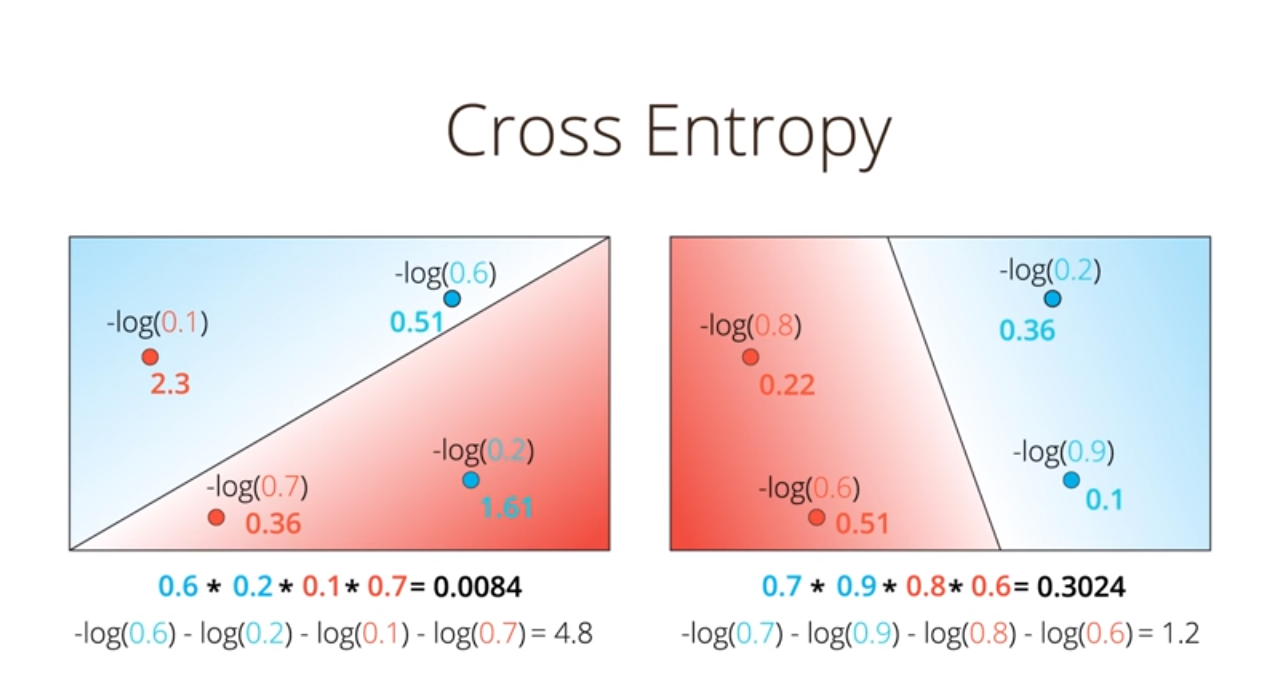 Cross Entropy
-log(0.6)
0.51
-log(0.1)
2.3
-log(0.2)
1.61
-log(0.7)
0.36
0.6 * 0.2 * 0.1* 0.7= 0.0084
-log(0.6) - log(0.2) - log(0.1) - log(0.7) = 4.8
-log(0.2)
0.36
-log(0.8)
0.22
-log(0.9)
0.1
-log(0.6)
0.51
0.7 * 0.9 * 0.8* 0.6= 0.3024
-log(0.7) - log(0.9) - log(0.8) - log(0.6) = 1.2